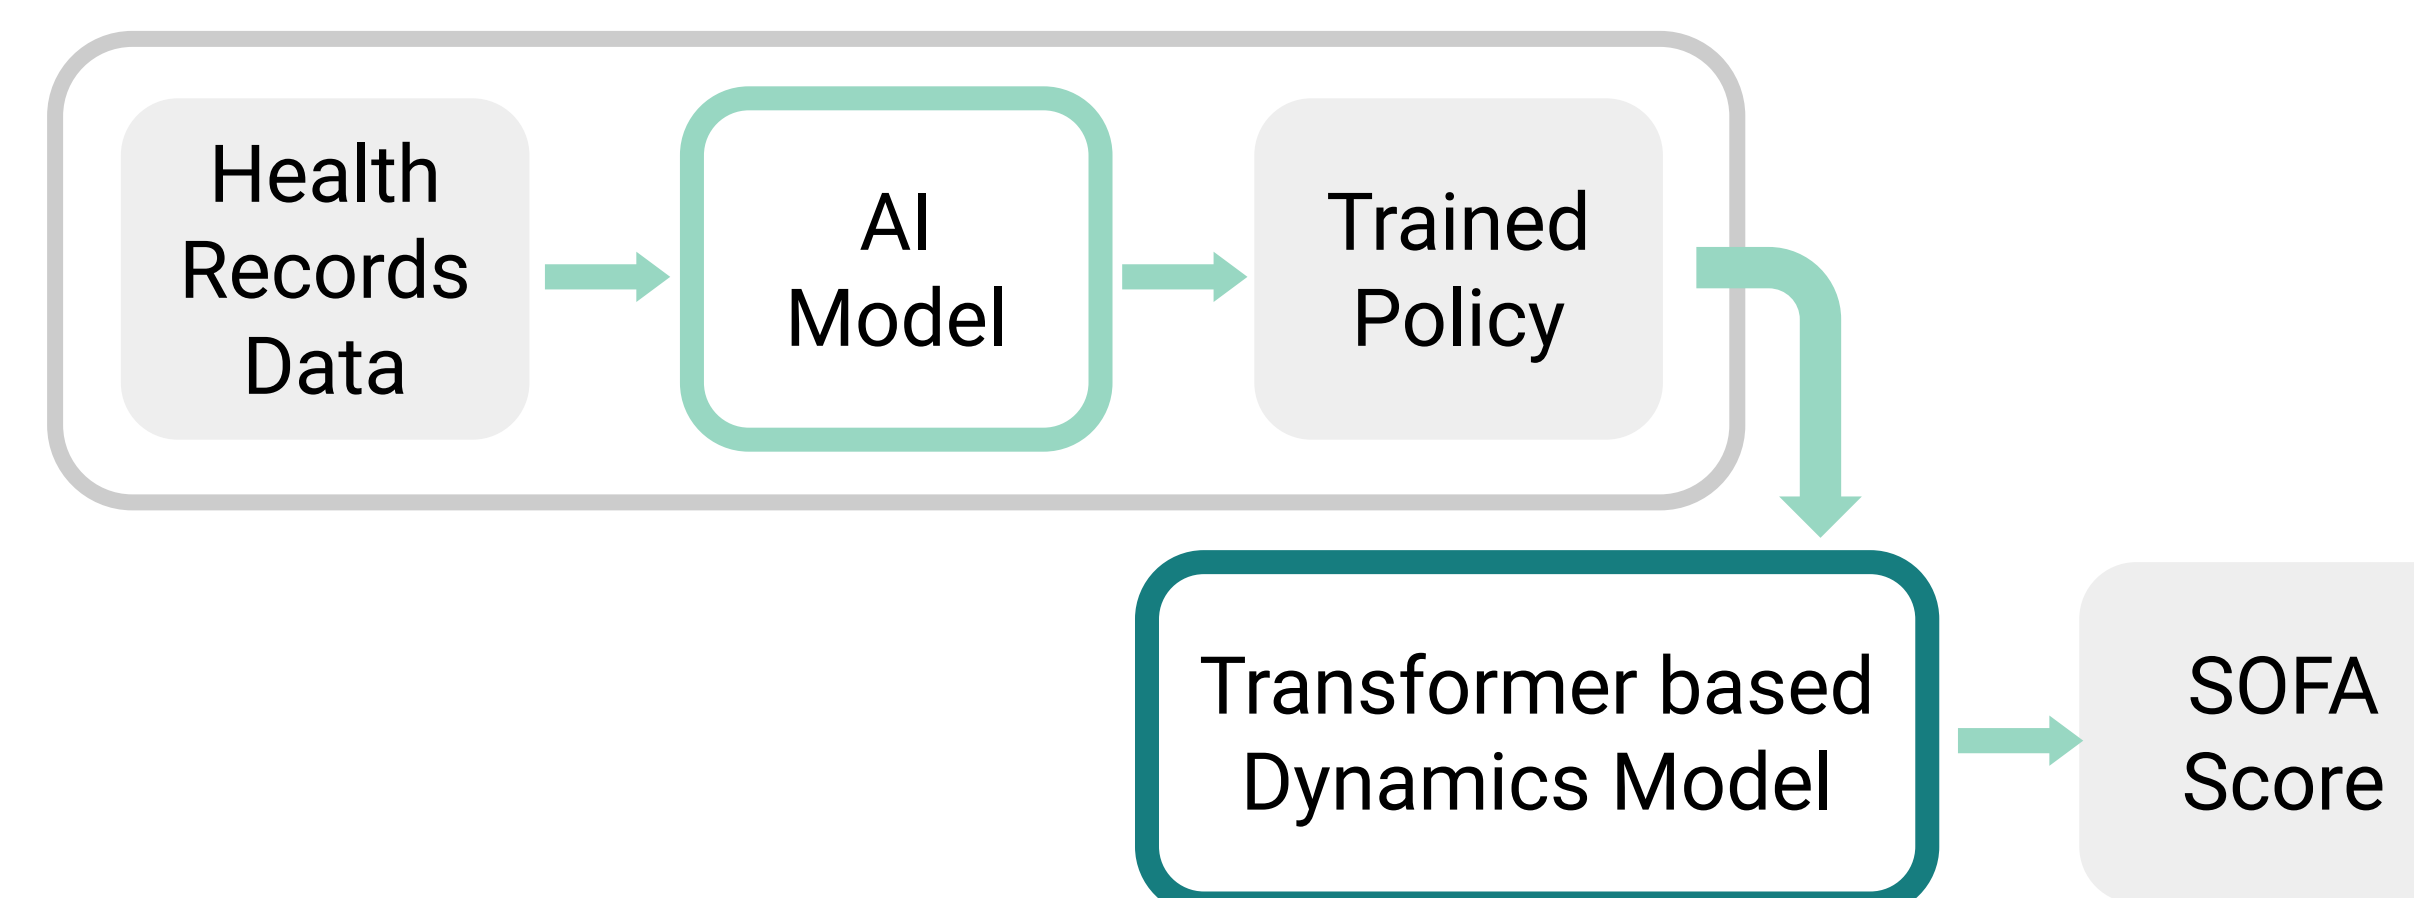 Health
Records
Data
AI
Model
Trained
Policy
Transformer based
Dynamics Model
SOFA
Score